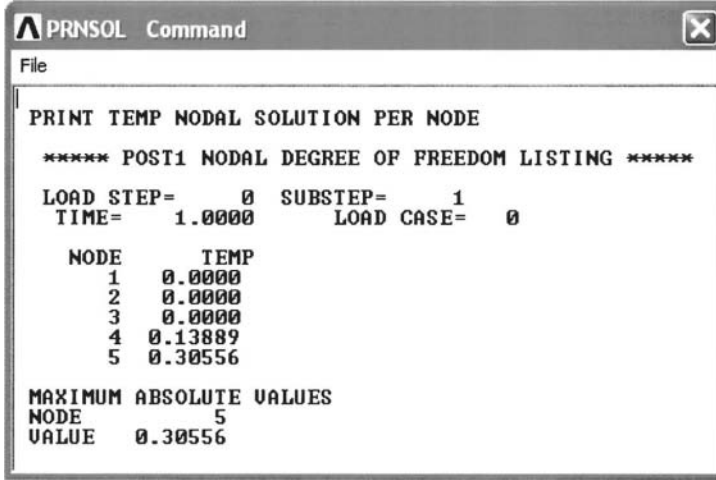 PRNSOL Command
File
PRINT TEMP NODAL SOLUTION PER NODE
***** POST1 NODAL DEGREE OF FREEDOM LISTING *****
LOAD STEP= 0 SUBSTEP= 1
TIME= 1.0000 LOAD CASE= 0
NODE TEMP
1 0.0000
2 0.0000
3 0.0000
4 0.13889
5 0.30556
MAXIMUM ABSOLUTE VALUES
NODE 5
VALUE 0.30556